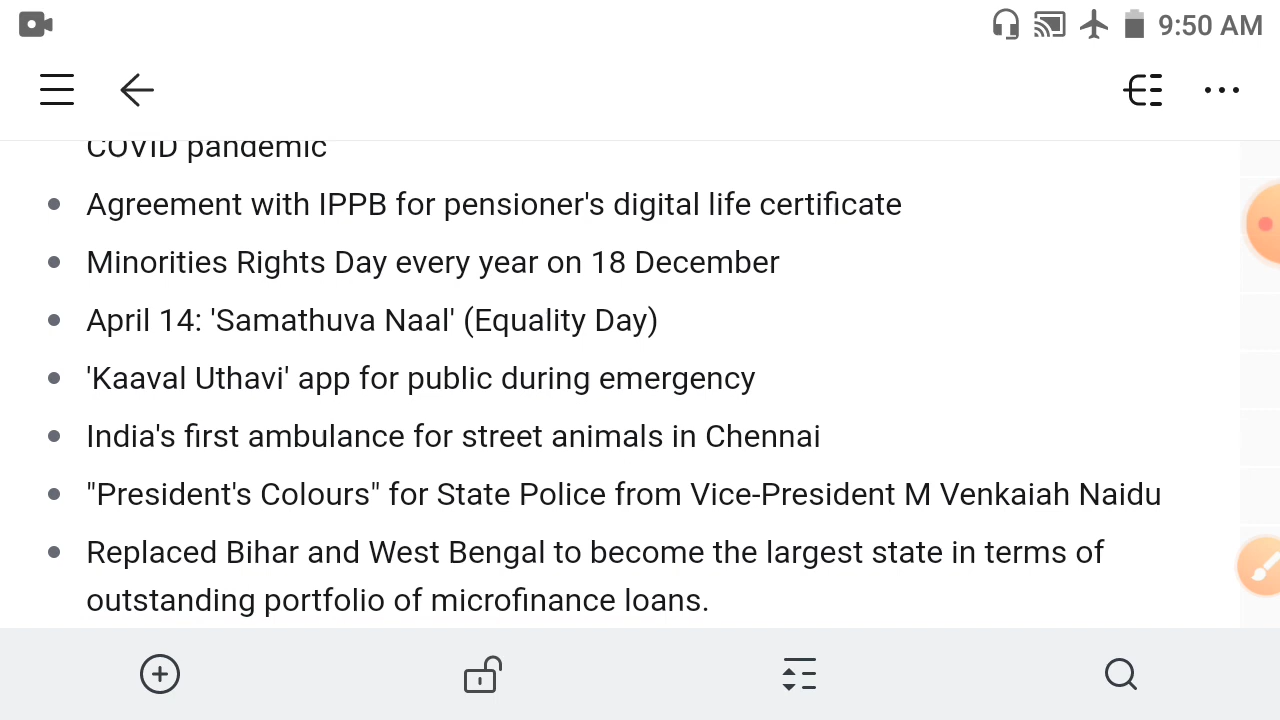 9:50 AM
COVID pandemic
Agreement with IPPB for pensioner's digital life certificate
Minorities Rights Day every year on 18 December
April 14: 'Samathuva Naal' (Equality Day)
'Kaaval Uthavi' app for public during emergency
India's first ambulance for street animals in Chennai
"President's Colours" for State Police from Vice-President M Venkaiah Naidu
Replaced Bihar and West Bengal to become the largest state in terms of
outstanding portfolio of microfinance loans.